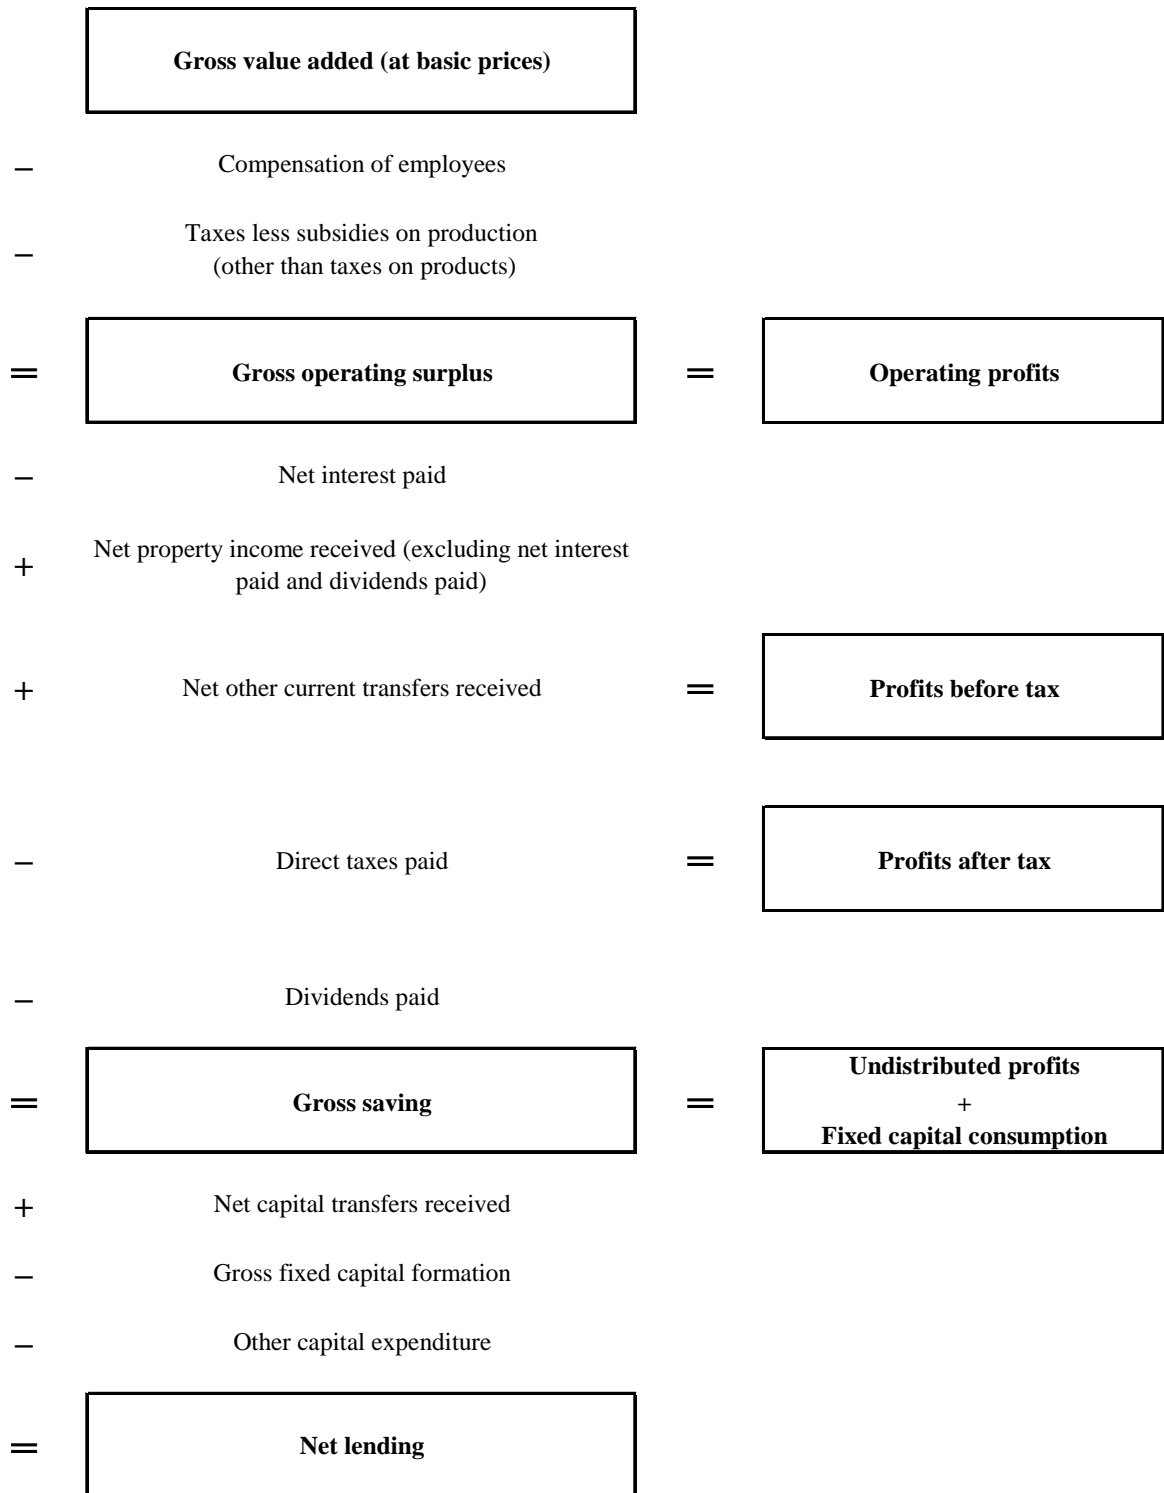 Gross value added (at basic prices)
– Compensation of employees
– Taxes less subsidies on production
(other than taxes on products)
= Gross operating surplus = Operating profits
– Net interest paid
+ Net property income received (excluding net interest
paid and dividends paid)
+ Net other current transfers received = Profits before tax
– Direct taxes paid = Profits after tax
– Dividends paid
= Gross saving = Undistributed profits
+
Fixed capital consumption
+ Net capital transfers received
– Gross fixed capital formation
– Other capital expenditure
= Net lending